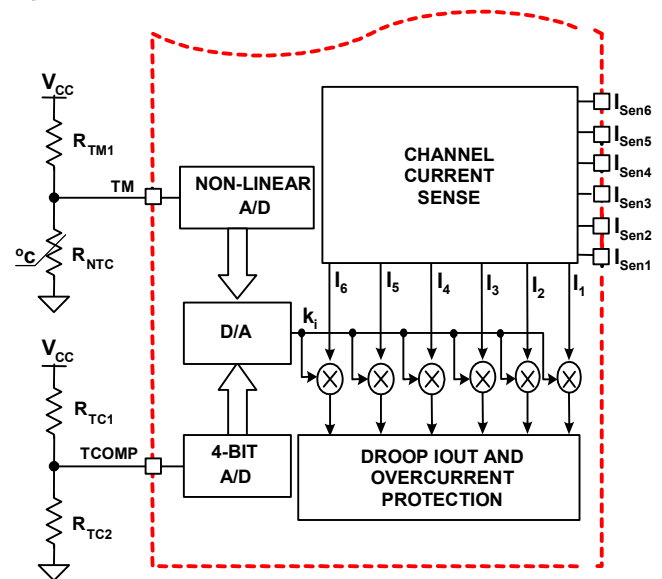 VCC
RTM1
TM
oC
RNTC
VCC
RTC1
TCOMP
RTC2
NON-LINEAR
A/D
D/A
4-BIT
A/D
ki
CHANNEL
CURRENT
SENSE
ISen6
ISen5
ISen4
ISen3
ISen2
ISen1
I6
I5
I4
I3
I2
I1
DROOP IOUT AND
OVERCURRENT
PROTECTION